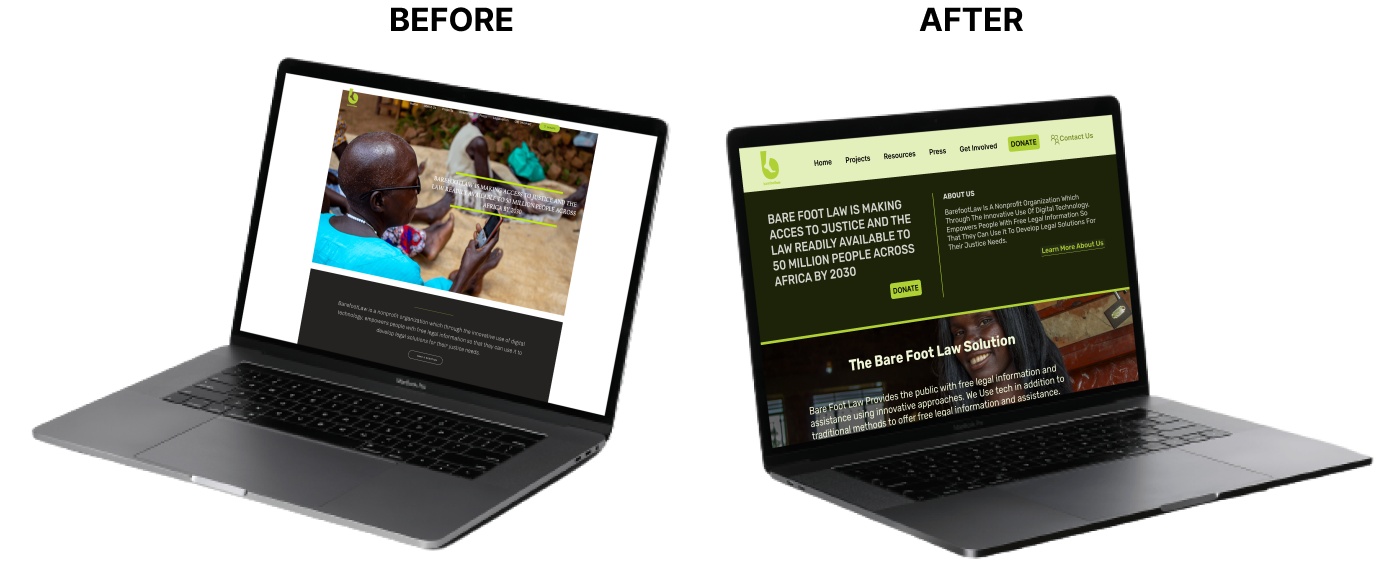 BEFORE
AFTER
BAREFOOTLAW IS MAKING ACCESS TO JUSTICE AND THE
LAW READILY AVAILABLE TO 50 MILLION PEOPLE ACROSS
AFRICA BY 2030
BarefootLaw is a nonprofit organization which through the innovative use of digital
technology, empowers people with free legal information so that they can use it to
develop legal solutions for their justice needs.
MacBook Pro
Home Projects Resources Press Get Involved DONATE Contact Us
BARE FOOT LAW IS MAKING
ACCES TO JUSTICE AND THE
LAW READILY AVAILABLE TO
50 MILLION PEOPLE ACROSS
AFRICA BY 2030
DONATE
ABOUT US
BarefootLaw Is A Nonprofit Organization Which
Through The Innovative Use Of Digital Technology,
Empowers People With Free Legal Information So
That They Can Use It To Develop Legal Solutions For
Their Justice Needs.
Learn More About Us
The Bare Foot Law Solution
Bare Foot Law Provides the public with free legal information and
assistance using innovative approaches. We Use tech in addition to
traditional methods to offer free legal information and assistance.